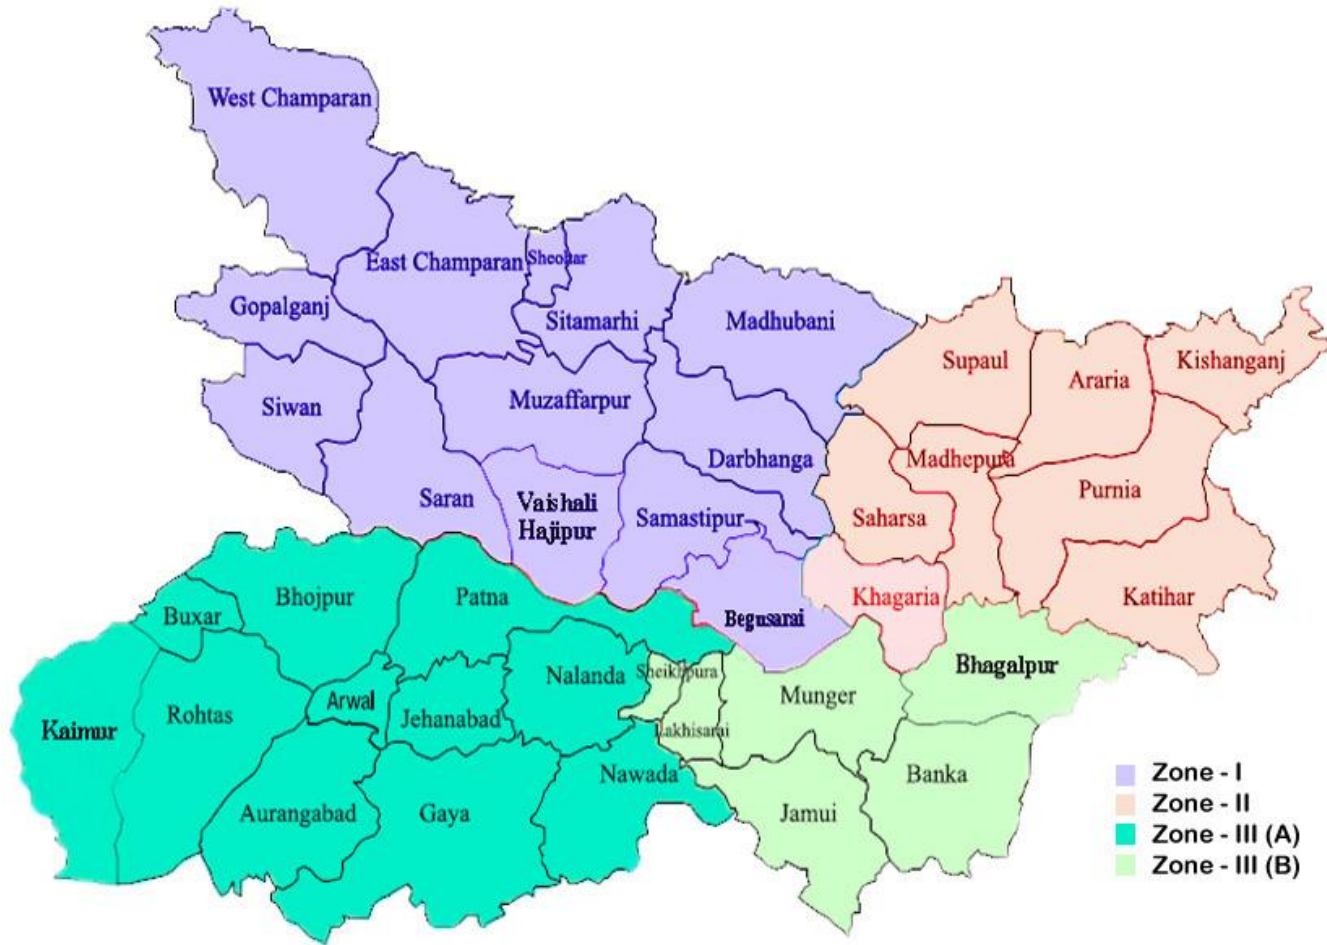 West Champaran
East Champaran
Sheohar
Sitamarhi
Gopalganj
Madhubani
Supaul
Araria
Kishanganj
Siwan
Muzaffarpur
Darbhanga
Madhepura
Purnia
Saran
Vaishali
Hajipur
Samastipur
Saharsa
Khagaria
Katihar
Begusarai
Bhojpur
Patna
Buxar
Bhagalpur
Nalanda
Sheikhpura
Munger
Kaimur
Rohtas
Arwal
Jehanabad
Lakhisarai
Nawada
Banka
Aurangabad
Gaya
Jamui
Zone - I
Zone - II
Zone - III (A)
Zone - III (B)